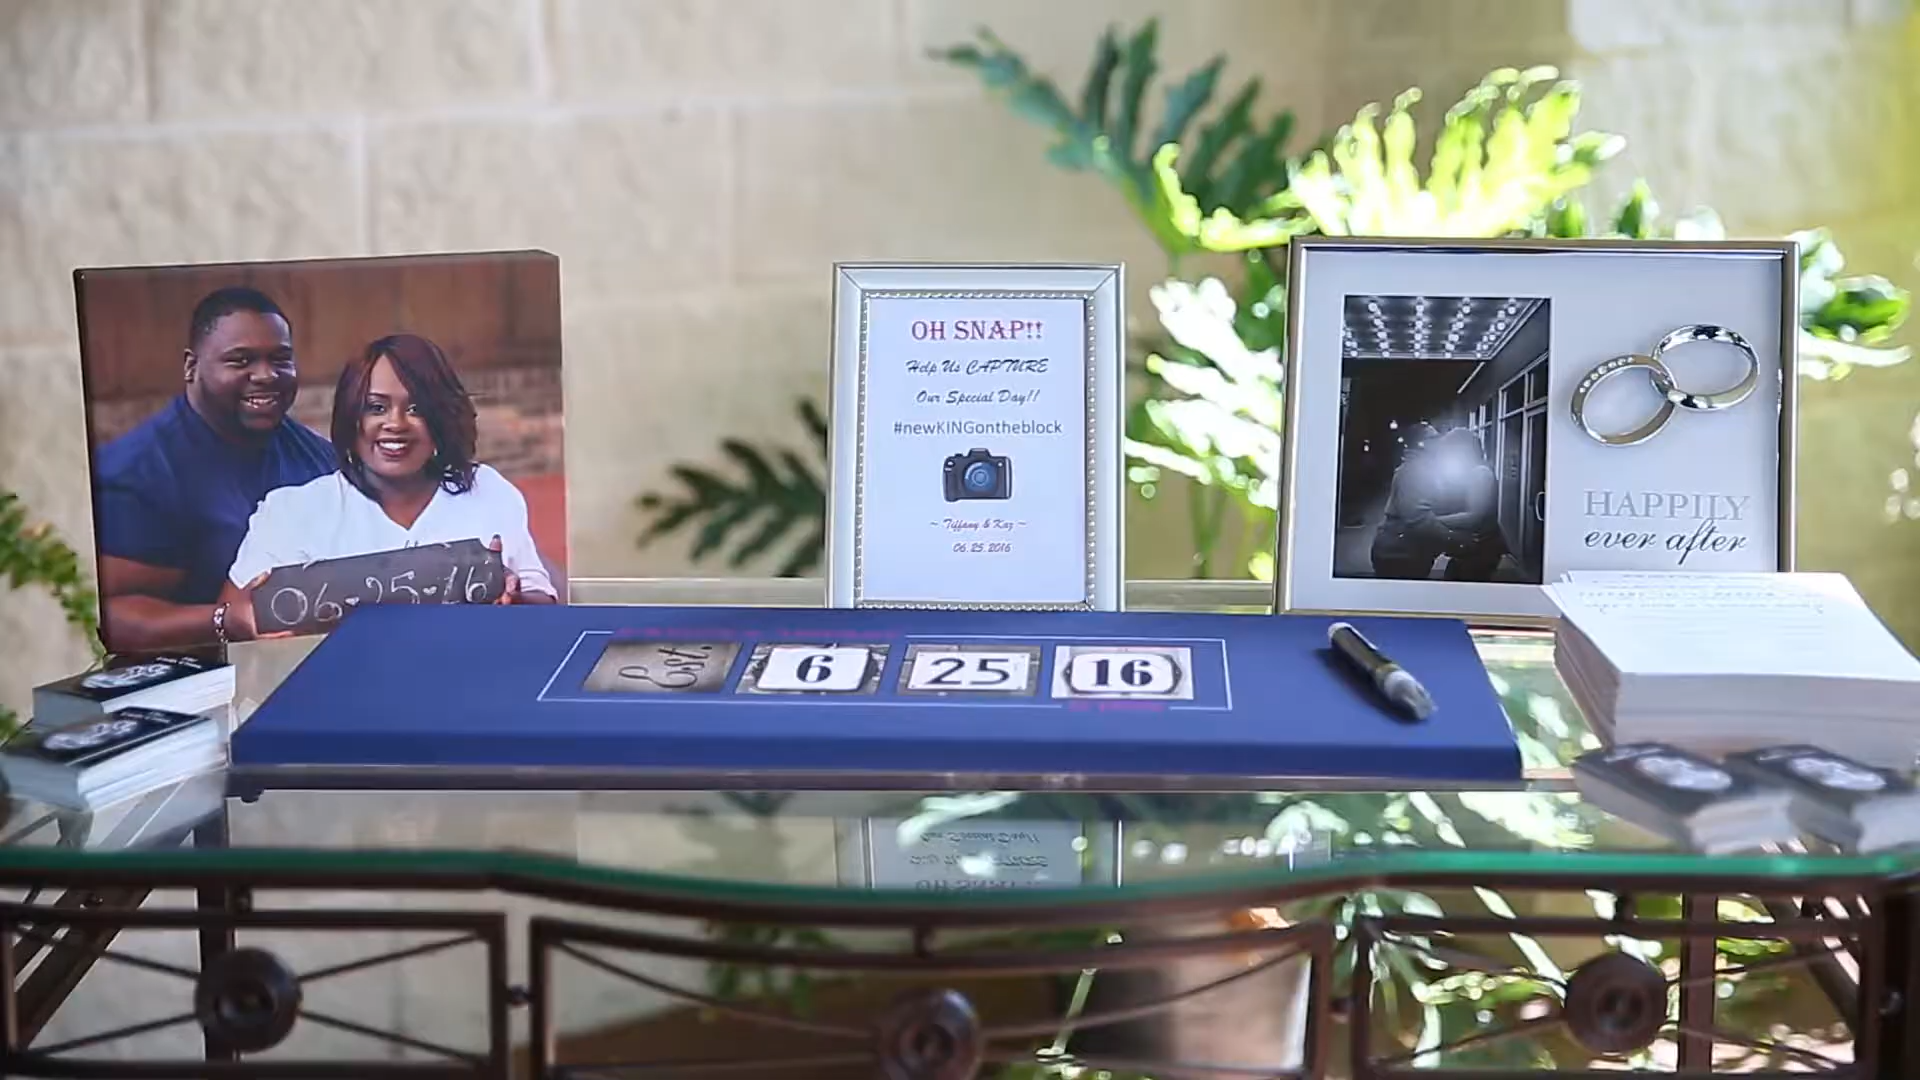 06-25-16
OH SNAP!!
Help Us CAPTURE
Our Special Day!!
#newKINGontheblock
~ Tiffany & Kaz ~
06.25.2016
HAPPILY
ever after
Est. 6 25 16